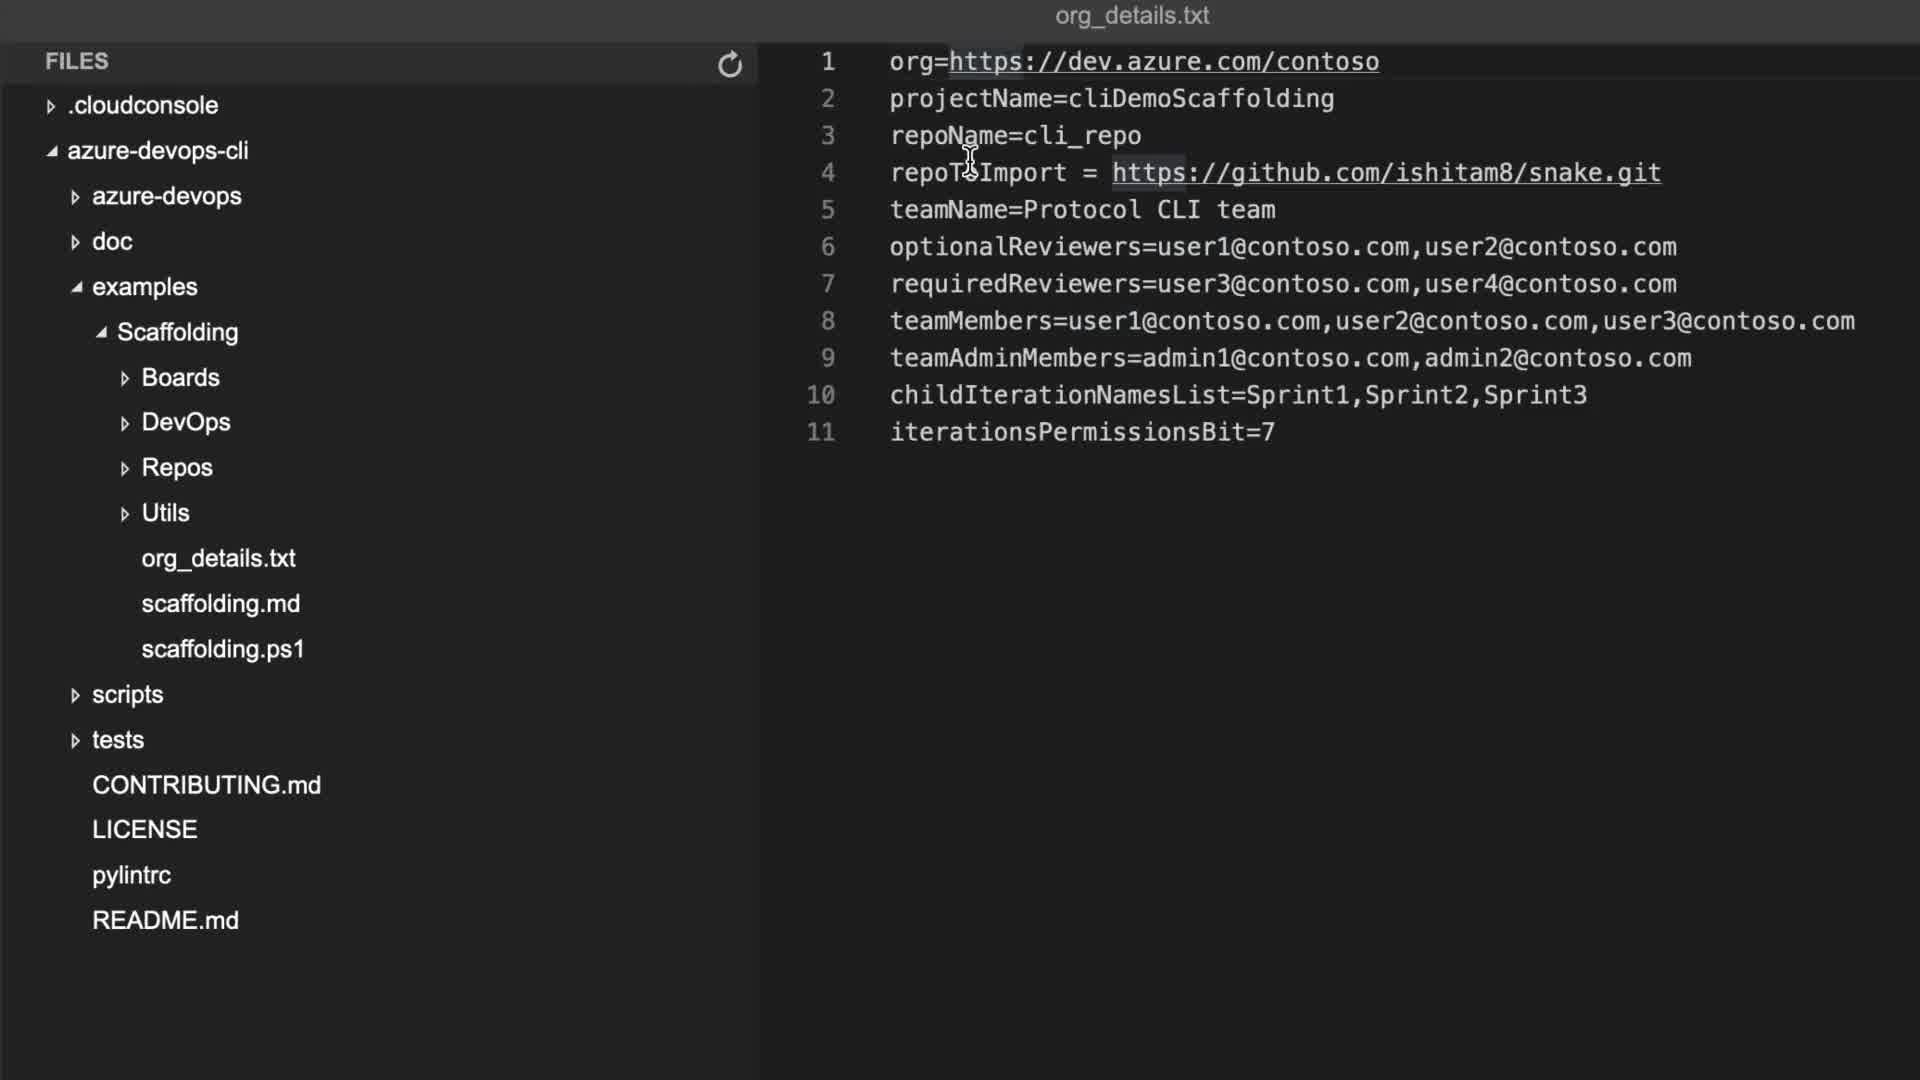 org_details.txt
FILES
.cloudconsole
azure-devops-cli
azure-devops
doc
examples
Scaffolding
Boards
DevOps
Repos
Utils
org_details.txt
scaffolding.md
scaffolding.ps1
scripts
tests
CONTRIBUTING.md
LICENSE
pylintrc
README.md
1 org=https://dev.azure.com/contoso
2 projectName=cliDemoScaffolding
3 repoName=cli_repo
4 repoToImport = https://github.com/ishitam8/snake.git
5 teamName=Protocol CLI team
6 optionalReviewers=user1@contoso.com,user2@contoso.com
7 requiredReviewers=user3@contoso.com,user4@contoso.com
8 teamMembers=user1@contoso.com,user2@contoso.com,user3@contoso.com
9 teamAdminMembers=admin1@contoso.com,admin2@contoso.com
10 childIterationNamesList=Sprint1,Sprint2,Sprint3
11 iterationsPermissionsBit=7